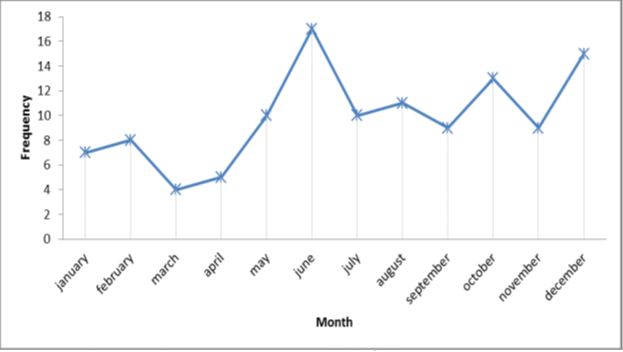 18
16
14
12
10
8
6
4
2
0
Frequency
january
february
march
april
may
june
july
august
september
october
november
december
Month